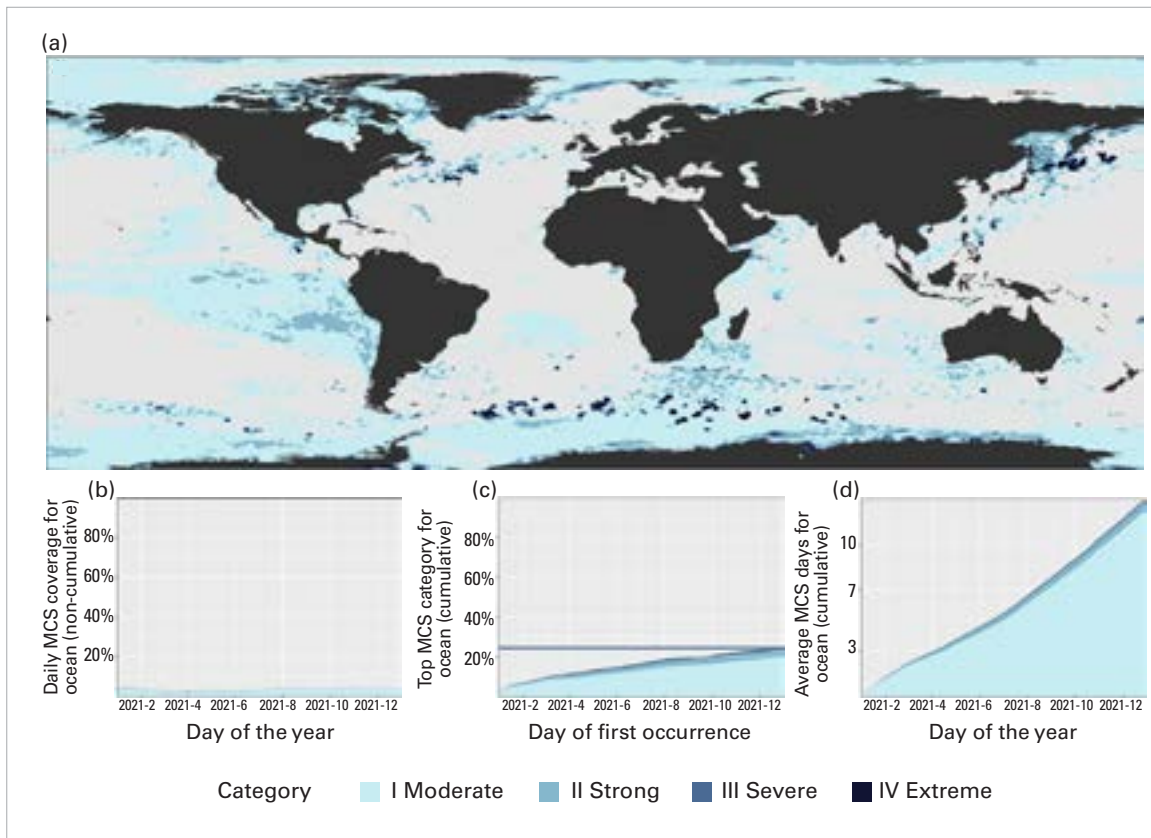 (a)
(b)
Daily MCS coverage for
ocean (non-cumulative)
80%
60%
40%
20%
2021-2 2021-4 2021-6 2021-8 2021-10 2021-12
Day of the year
(c)
Top MCS category for
ocean (cumulative)
80%
60%
40%
20%
2021-2 2021-4 2021-6 2021-8 2021-10 2021-12
Day of first occurrence
(d)
Average MCS days for
ocean (cumulative)
10
7
3
2021-2 2021-4 2021-6 2021-8 2021-10 2021-12
Day of the year
Category I Moderate II Strong III Severe IV Extreme